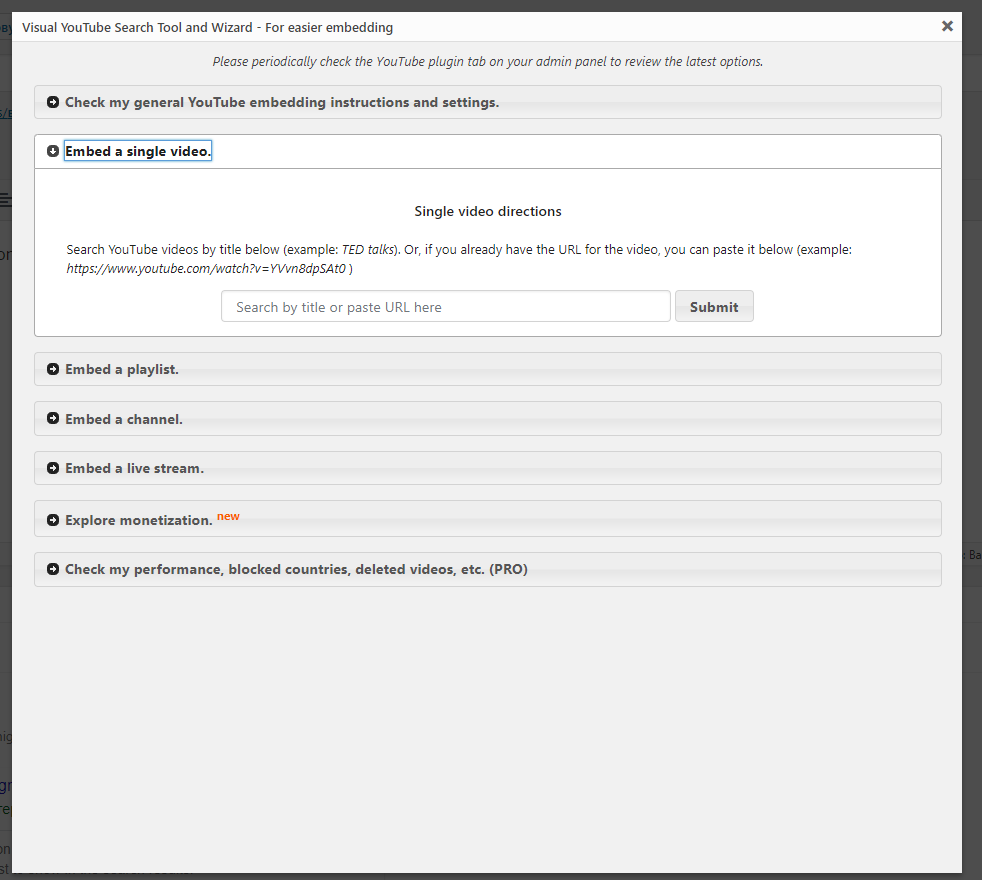 Visual YouTube Search Tool and Wizard - For easier embedding
Please periodically check the YouTube plugin tab on your admin panel to review the latest options.
Check my general YouTube embedding instructions and settings.
Embed a single video.
Single video directions
Search YouTube videos by title below (example: TED talks). Or, if you already have the URL for the video, you can paste it below (example:
https://www.youtube.com/watch?v=YVvn8dpSAt0 )
Search by title or paste URL here
Submit
Embed a playlist.
Embed a channel.
Embed a live stream.
Explore monetization. new
Check my performance, blocked countries, deleted videos, etc. (PRO)